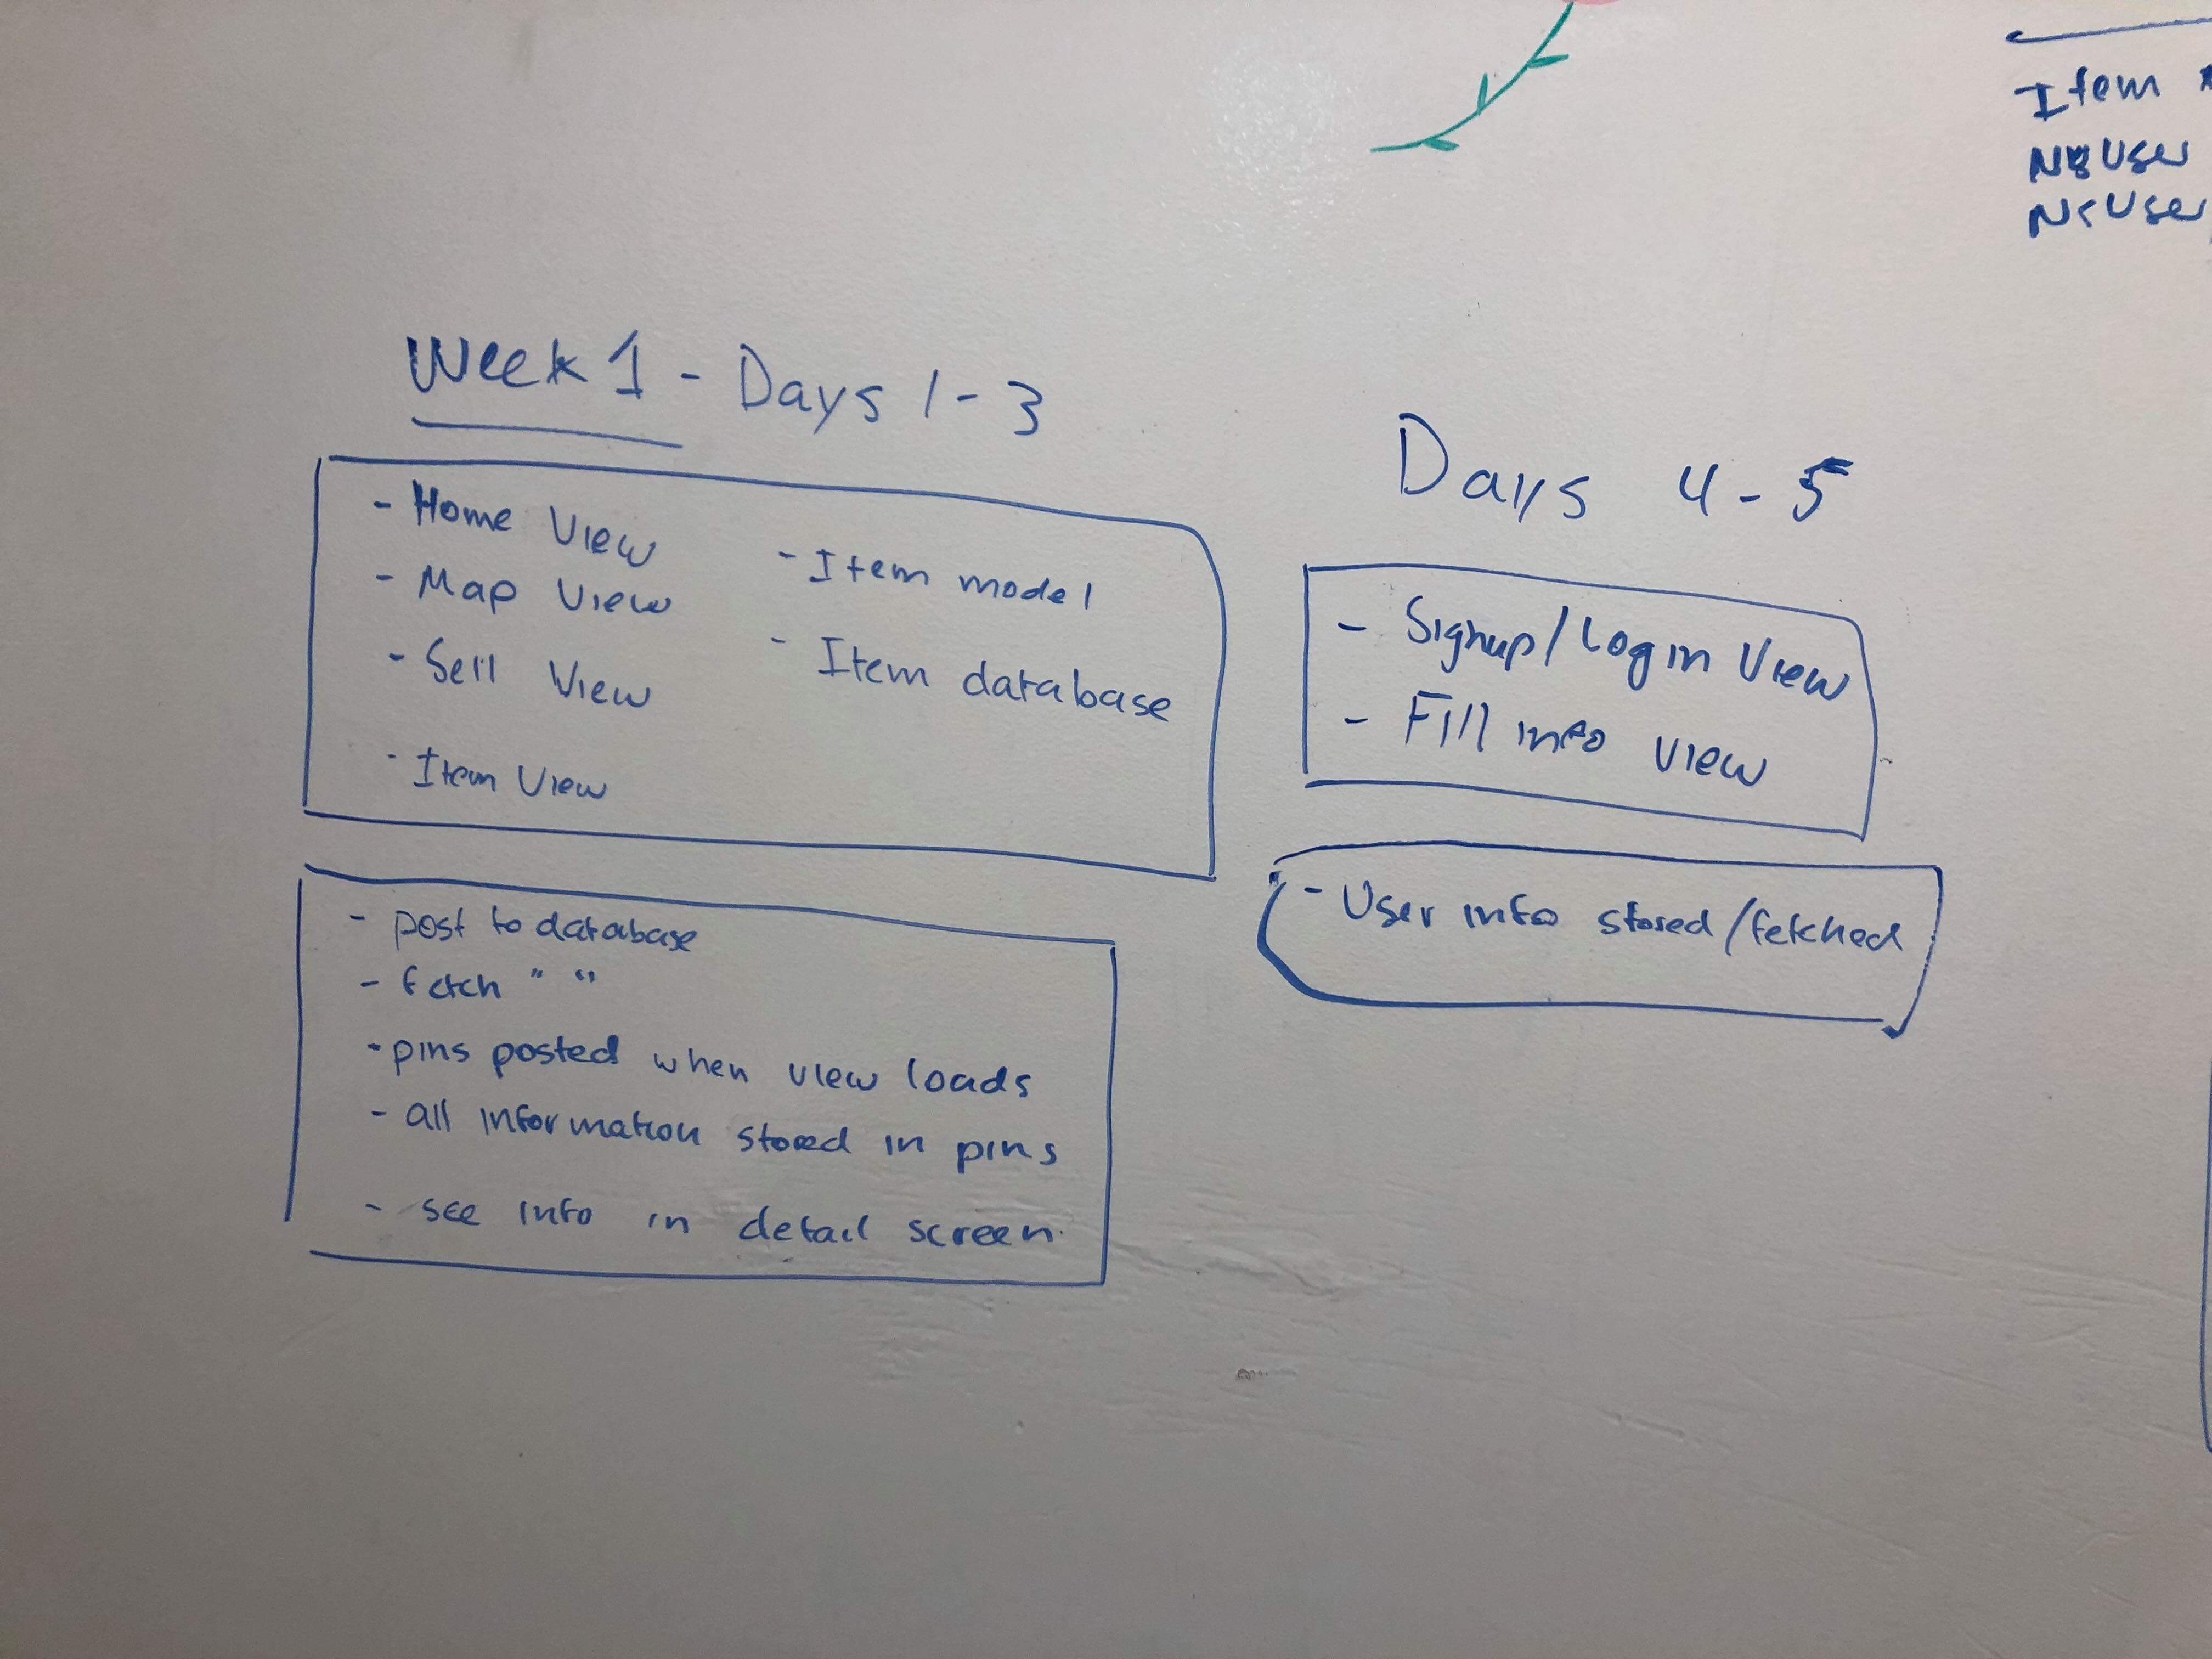 Week 1 - Days 1-3
- Home View
- Map View
- Sell View
- Item View
- Item model
- Item database
- post to database
- fetch " "
- pins posted when view loads
- all information stored in pins
- see info in detail screen
Days 4-5
- Signup/Login View
- Fill info view
- User info stored/fetched
Item
User
User